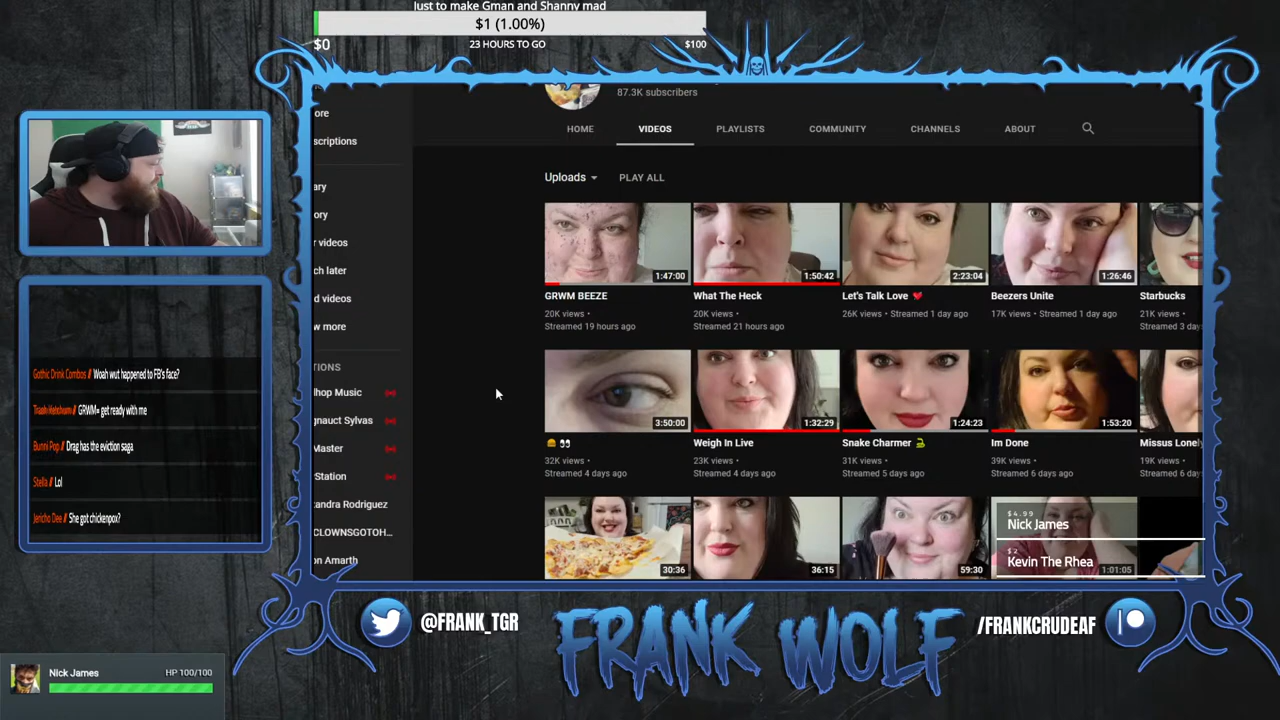 Just to make Gman and Shanny mad
$1 (1.00%)
$0
23 HOURS TO GO
$100
87.3K subscribers
HOME
VIDEOS
PLAYLISTS
COMMUNITY
CHANNELS
ABOUT
Uploads
PLAY ALL
ore
scriptions
ary
ory
r videos
ch later
d videos
w more
TIONS
lhop Music
gnauct Sylvas
Master
Station
andra Rodriguez
CLOWNSGOTOH...
on Amarth
1:47:00
1:50:42
2:23:04
1:26:46
GRWM BEEZE
What The Heck
Let's Talk Love ❤️
Beezers Unite
Starbucks
20K views •
20K views •
26K views • Streamed 1 day ago
17K views • Streamed 1 day ago
21K views •
Streamed 19 hours ago
Streamed 21 hours ago
Streamed 3 da
3:50:00
1:32:29
1:24:23
1:53:20
🍔 👀
Weigh In Live
Snake Charmer 🐍
Im Done
Missus Lonel
32K views •
23K views •
31K views •
39K views •
19K views •
Streamed 4 days ago
Streamed 4 days ago
Streamed 5 days ago
Streamed 6 days ago
Streamed 6 day
30:36
36:15
59:30
1:01:05
$4.99
Nick James
$2
Kevin The Rhea
Gothic Drink Combos // Woah wut happened to FB's face?
GRWM= get ready with me
Bunni Pop // Drag has the eviction saga
Stella // Lol
Jericho Dee // She got chickenpox?
@FRANK_TGR
FRANK WOLF
/FRANKCRUDEAF
Nick James
HP 100/100